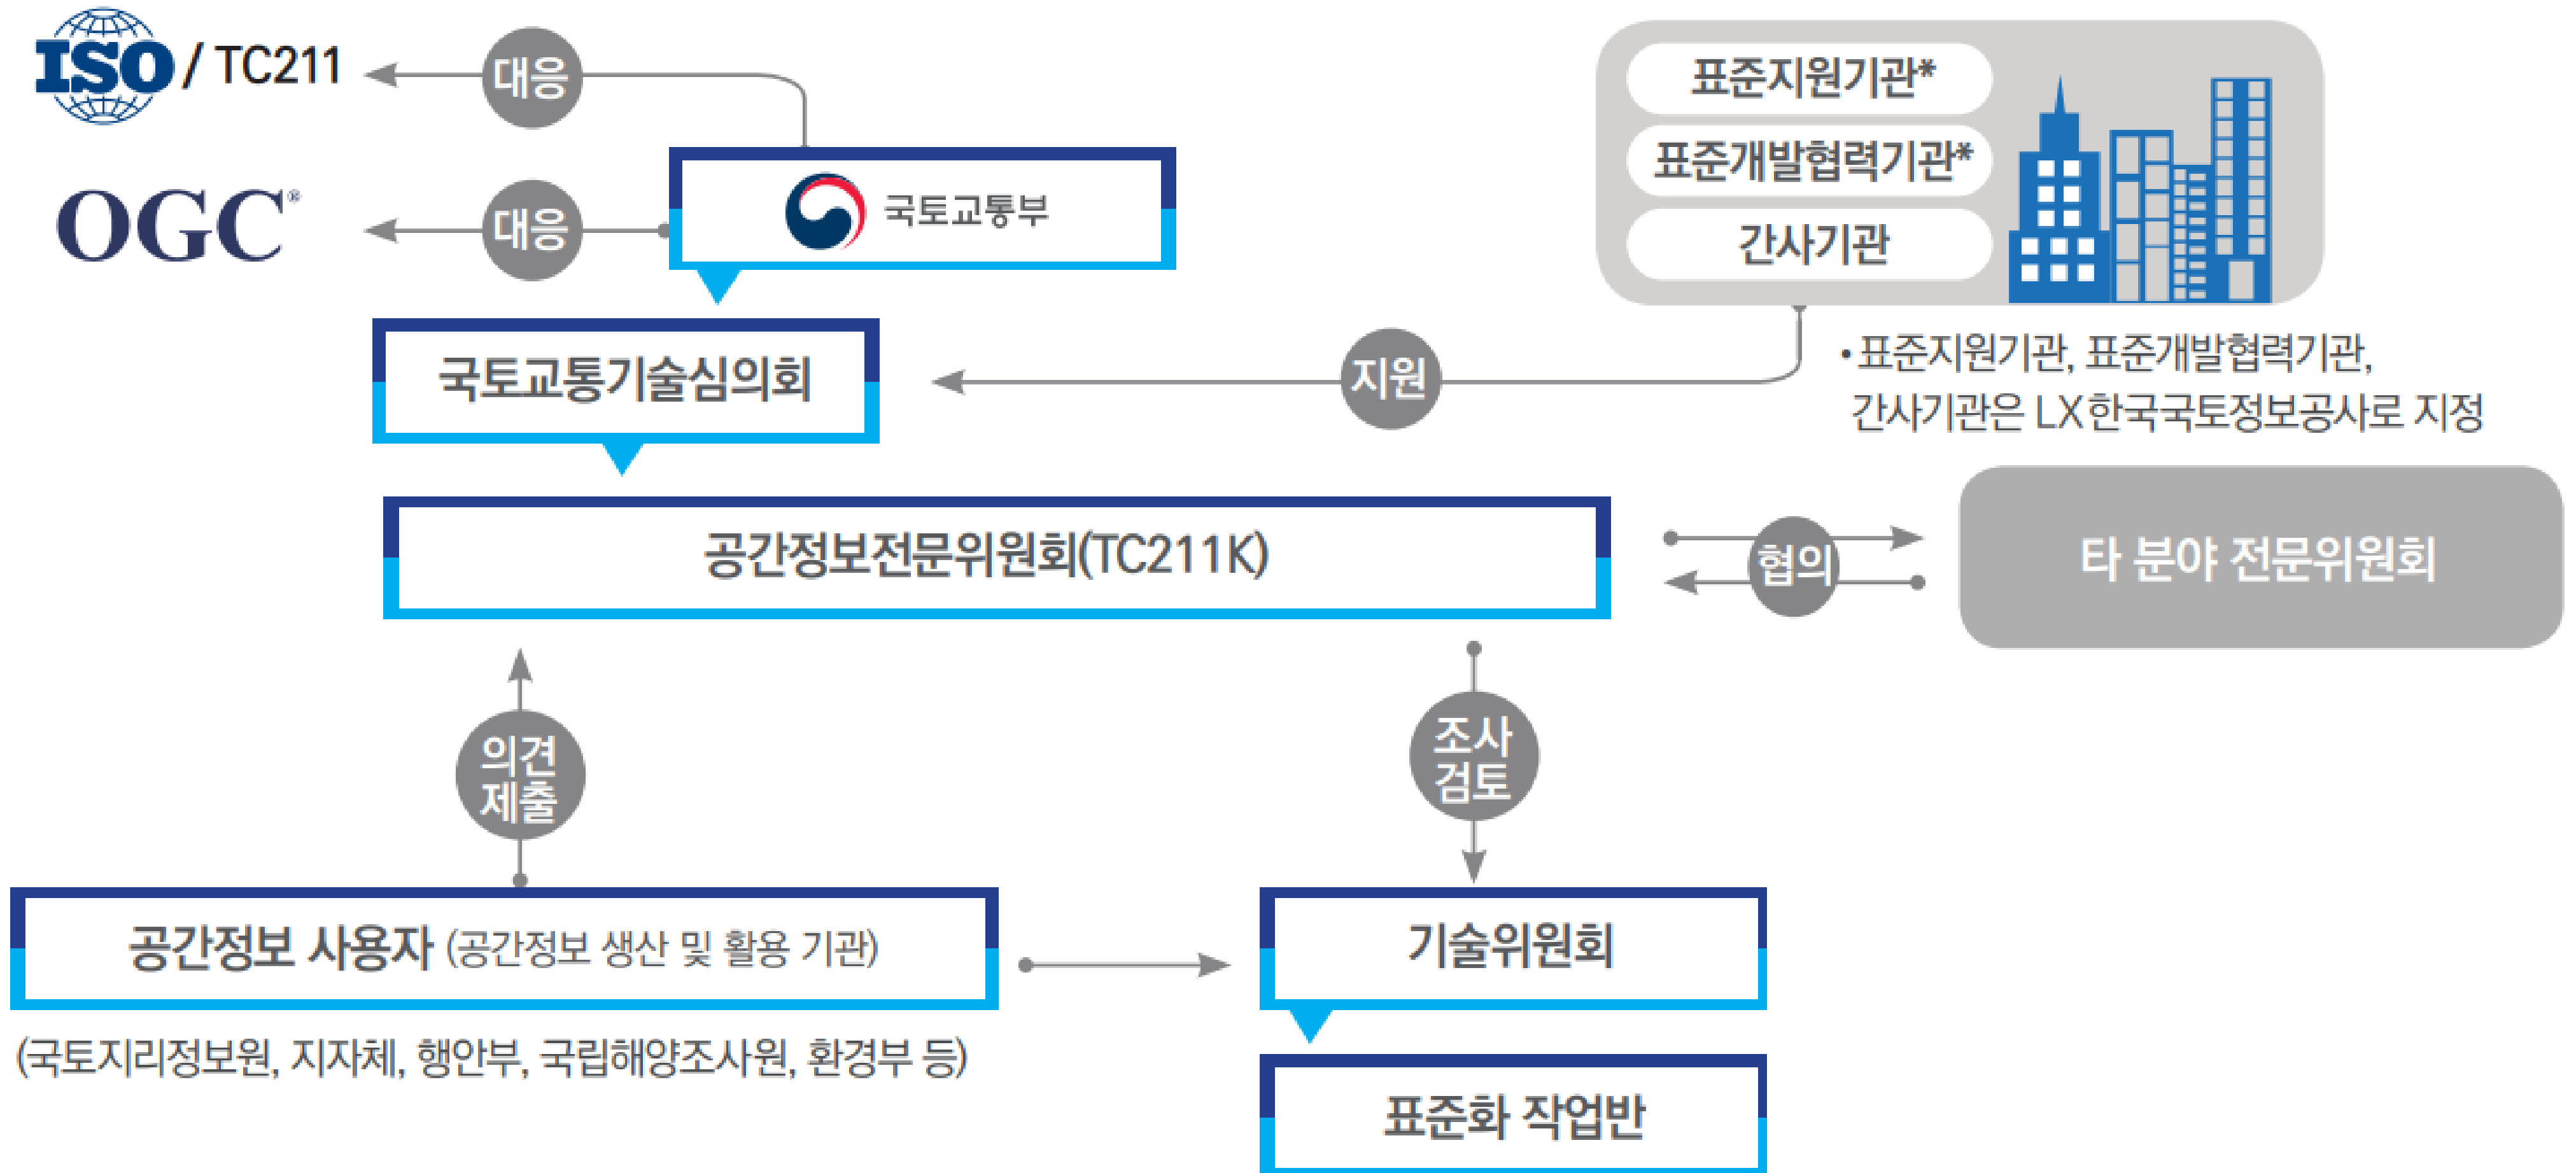 ISO / TC211
대응
OGC®
대응
국토교통부
표준지원기관*
표준개발협력기관*
간사기관
국토교통기술심의회
지원
• 표준지원기관, 표준개발협력기관,
간사기관은 LX한국국토정보공사로 지정
공간정보전문위원회(TC211K)
협의
타 분야 전문위원회
의견
제출
조사
검토
공간정보 사용자 (공간정보 생산 및 활용 기관)
기술위원회
(국토지리정보원, 지자체, 행안부, 국립해양조사원, 환경부 등)
표준화 작업반